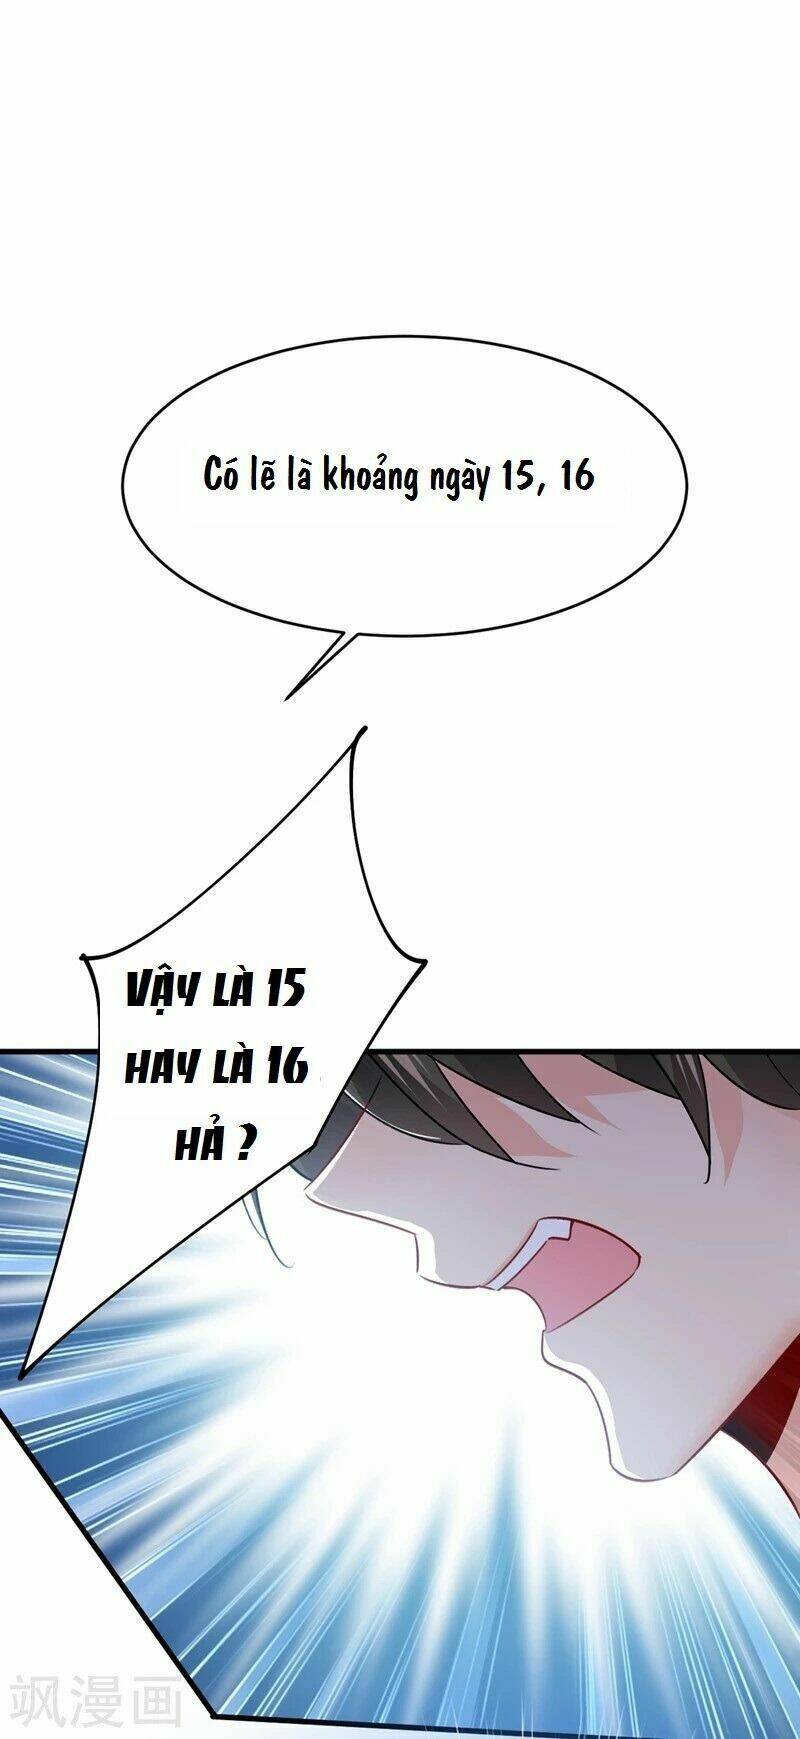 Có lẽ là khoảng ngày 15, 16
VẬY LÀ 15
HAY LÀ 16
HẢ ?
飒漫画